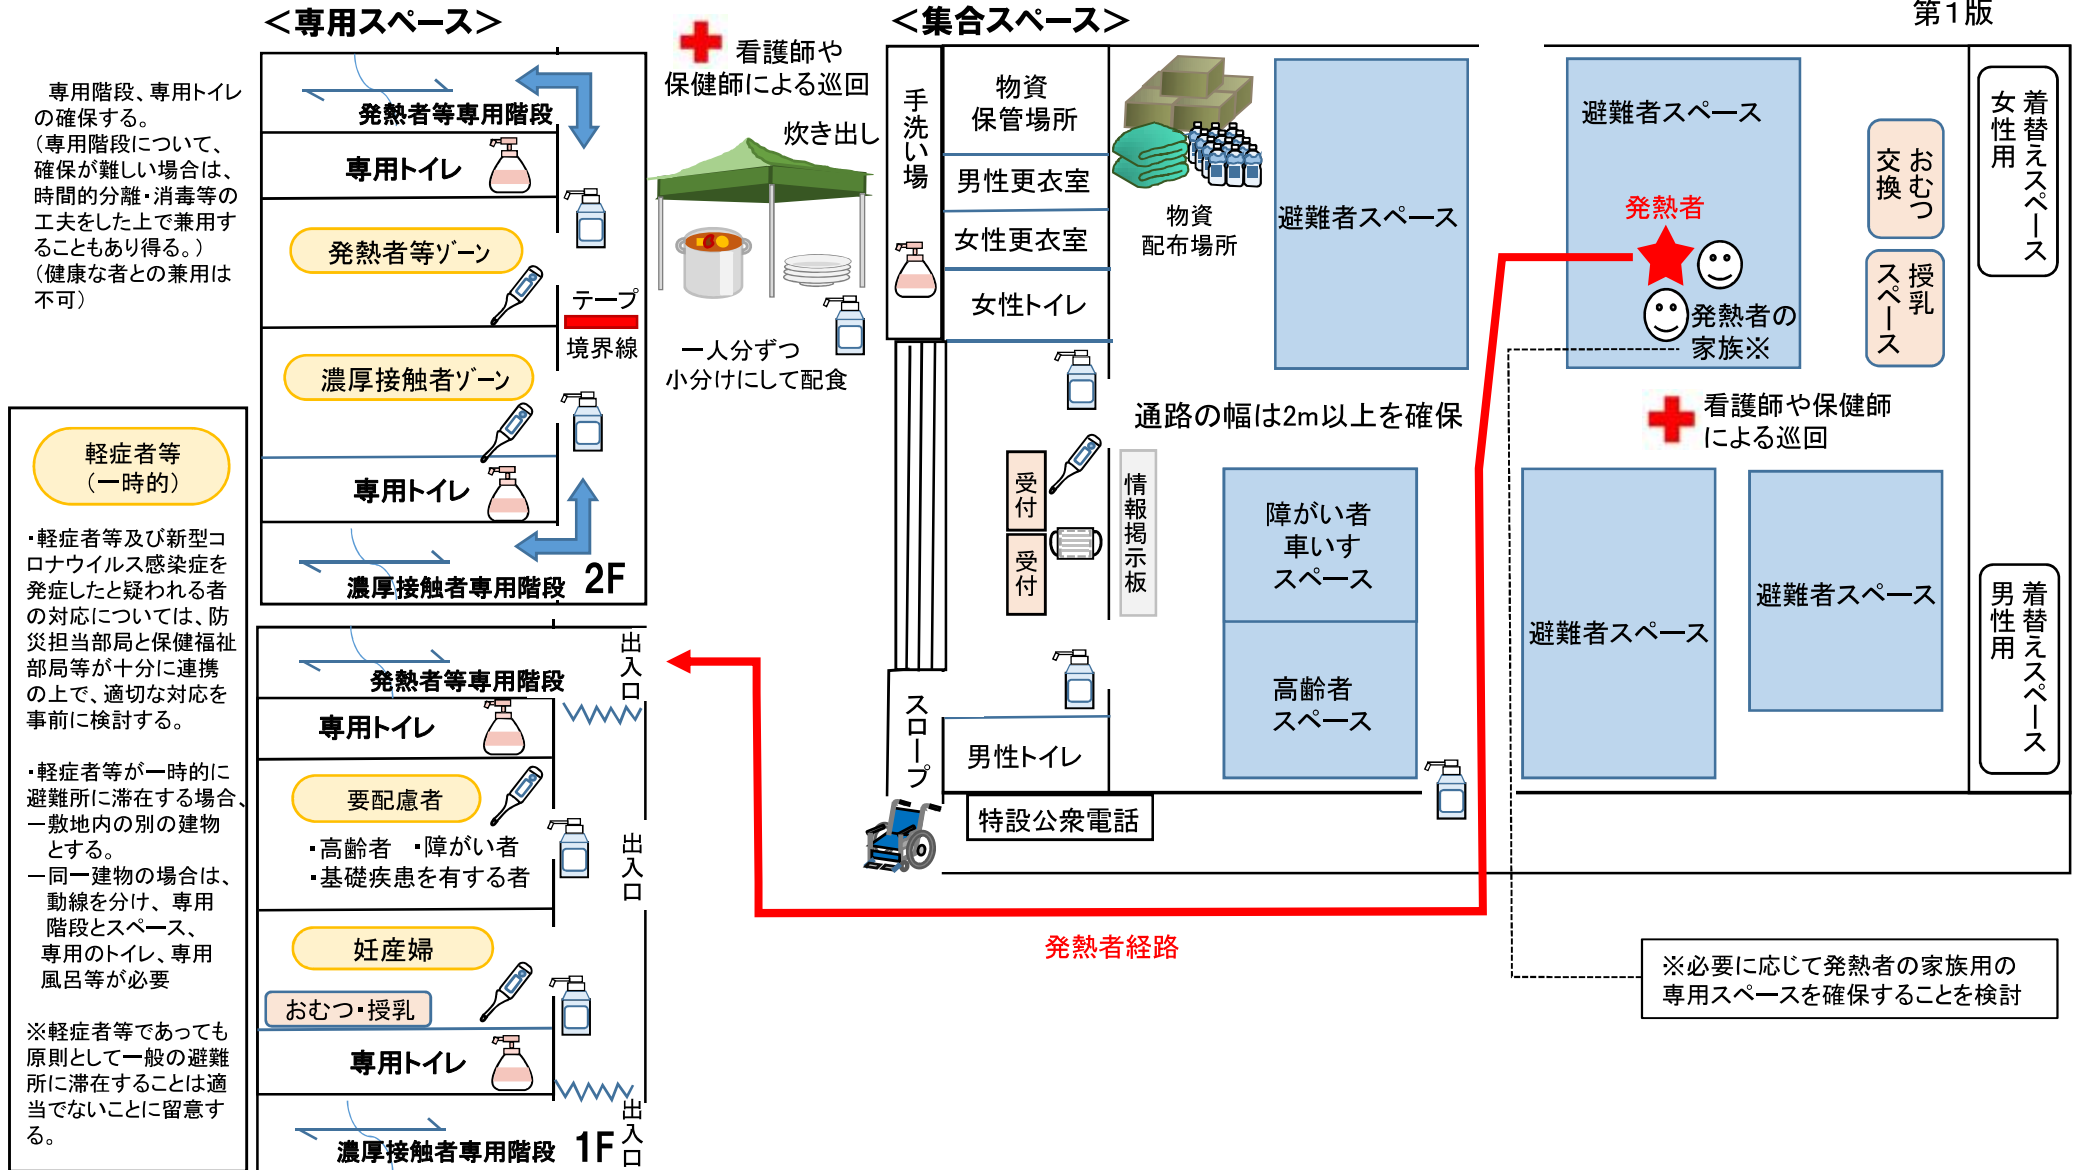 ＜専用スペース＞
専用階段、専用トイレ
の確保する。
（専用階段について、
確保が難しい場合は、
時間的分離・消毒等の
工夫をした上で兼用す
ることもあり得る。）
（健康な者との兼用は
不可）
発熱者等専用階段
専用トイレ
発熱者等ゾーン
テープ
境界線
濃厚接触者ゾーン
専用トイレ
濃厚接触者専用階段
2F
軽症者等
（一時的）
・軽症者等及び新型コ
ロナウイルス感染症を
発症したと疑われる者
の対応については、防
災担当部局と保健福祉
部局等が十分に連携
の上で、適切な対応を
事前に検討する。
・軽症者等が一時的に
避難所に滞在する場合、
－敷地内の別の建物
とする。
－同一建物の場合は、
動線を分け、専用
階段とスペース、
専用のトイレ、専用
風呂等が必要
※軽症者等であっても
原則として一般の避難
所に滞在することは適
当でないことに留意す
る。
発熱者等専用階段
出入口
専用トイレ
要配慮者
・高齢者　・障がい者
・基礎疾患を有する者
出入口
妊産婦
おむつ・授乳
専用トイレ
濃厚接触者専用階段
1F
出入口
看護師や
保健師による巡回
炊き出し
一人分ずつ
小分けにして配食
＜集合スペース＞
第１版
手洗い場
物資
保管場所
男性更衣室
女性更衣室
女性トイレ
物資
配布場所
避難者スペース
避難者スペース
発熱者
発熱者の
家族※
おむつ
交換
授乳
スペース
着替えスペース
女性用
通路の幅は2m以上を確保
看護師や保健師
による巡回
受付
受付
情報掲示板
障がい者
車いす
スペース
高齢者
スペース
避難者スペース
避難者スペース
着替えスペース
男性用
スロープ
男性トイレ
特設公衆電話
発熱者経路
※必要に応じて発熱者の家族用の
専用スペースを確保することを検討